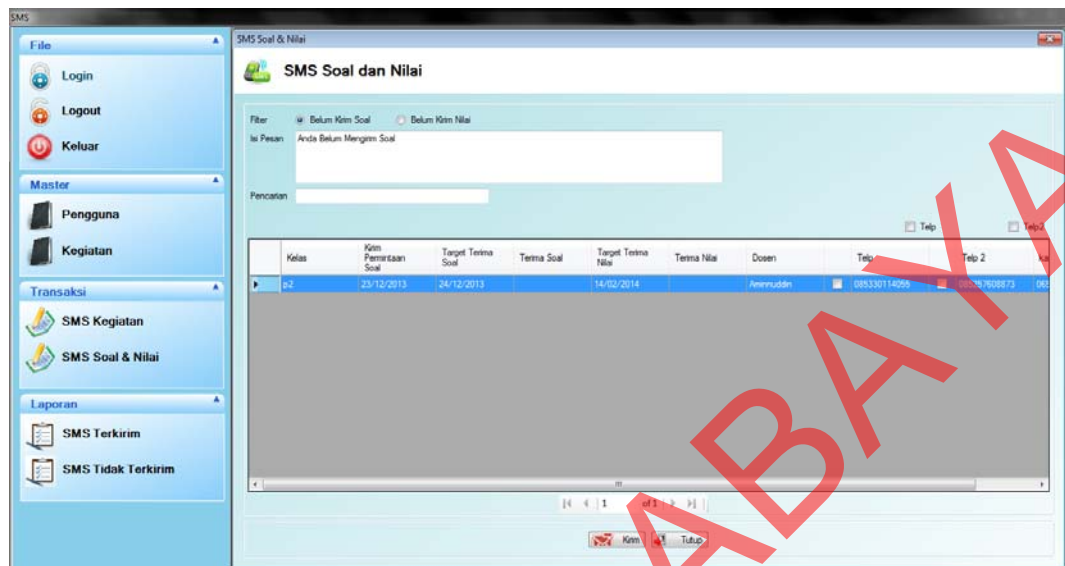 SMS
File
Login
Logout
Keluar
Master
Pengguna
Kegiatan
Transaksi
SMS Kegiatan
SMS Soal & Nilai
Laporan
SMS Terkirim
SMS Tidak Terkirim
SMS Soal & Nilai
SMS Soal dan Nilai
Filter Belum Kirim Soal Belum Kirim Nilai
Isi Pesan Anda Belum Mengirim Soal
Pencarian
Telp Telp2
Kelas Kirim Permintaan Soal Target Terima Soal Terima Soal Target Terima Nilai Terima Nilai Dosen Telp Telp 2
p2 23/12/2013 24/12/2013 14/02/2014 Aminnuddin 085330114055
1 of 1
Kirim Tutup
ABAYA